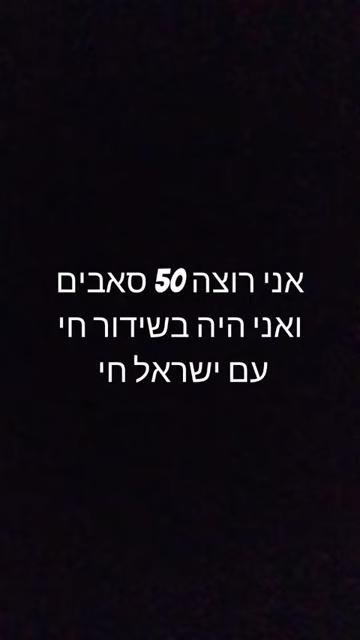 אני רוצה 50 סאבים
ואני היה בשידור חי
עם ישראל חי